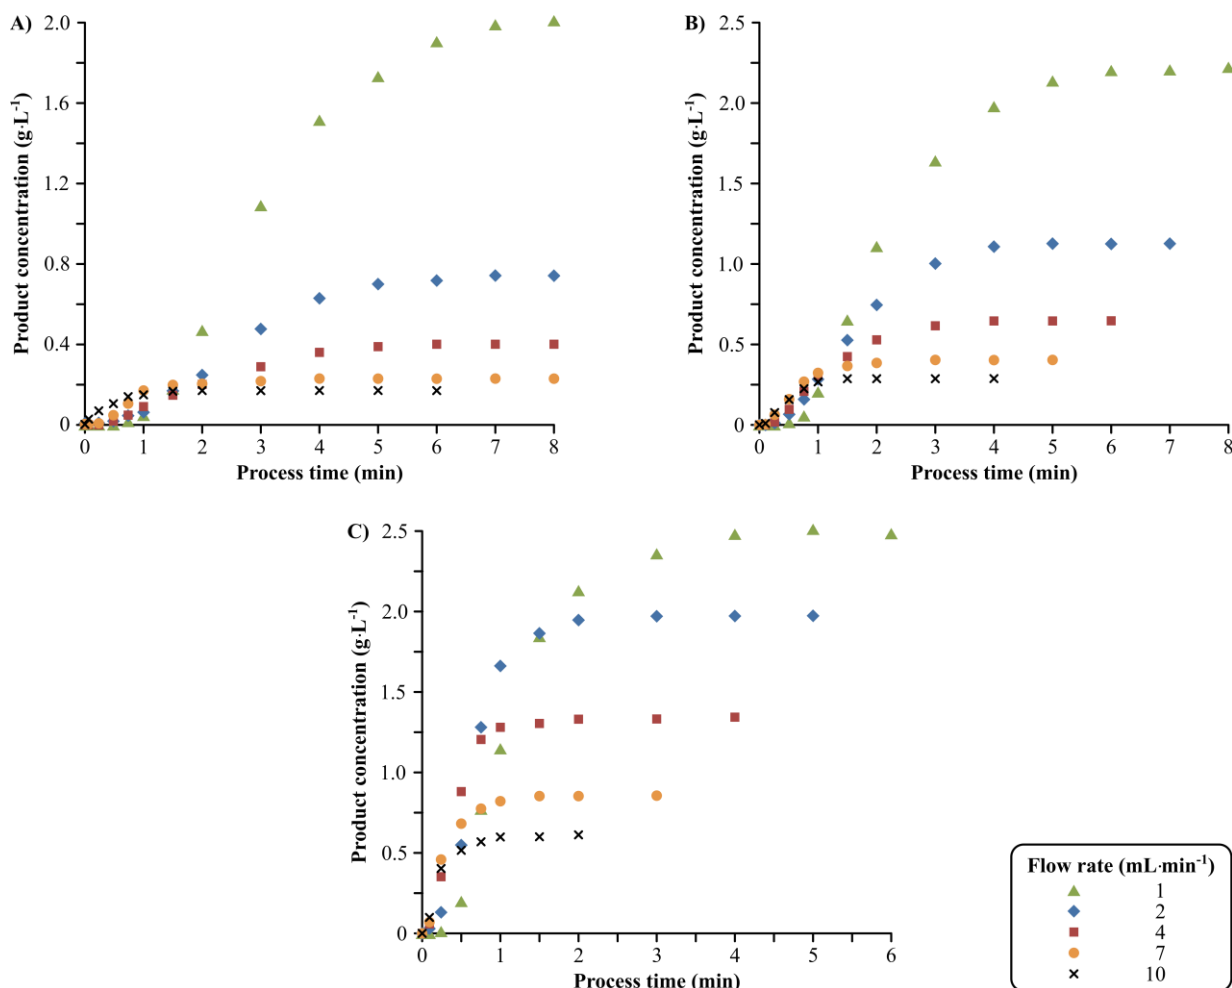 A)
Product concentration (g·L⁻¹)
2.0
1.6
1.2
0.8
0.4
0
0 1 2 3 4 5 6 7 8
Process time (min)
B)
Product concentration (g·L⁻¹)
2.5
2.0
1.5
1.0
0.5
0
0 1 2 3 4 5 6 7 8
Process time (min)
C)
Product concentration (g·L⁻¹)
2.5
2.0
1.5
1.0
0.5
0
0 1 2 3 4 5 6
Process time (min)
Flow rate (mL·min⁻¹)
1
2
4
7
10